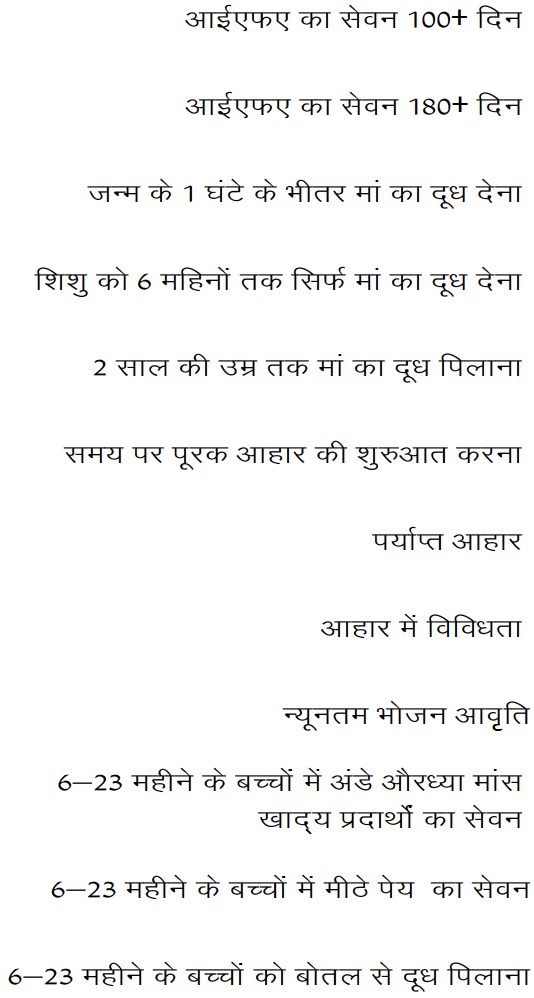 आईएफए का सेवन 100+ दिन
आईएफए का सेवन 180+ दिन
जन्म के 1 घंटे के भीतर मां का दूध देना
शिशु को 6 महिनों तक सिर्फ मां का दूध देना
2 साल की उम्र तक मां का दूध पिलाना
समय पर पूरक आहार की शुरुआत करना
पर्याप्त आहार
आहार में विविधता
न्यूनतम भोजन आवृृति
6–23 महीने के बच्चों में अंडे औरध्या मांस
खाद्य प्रदार्थों का सेवन
6–23 महीने के बच्चों में मीठे पेय  का सेवन
6–23 महीने के बच्चों को बोतल से दूध पिलाना